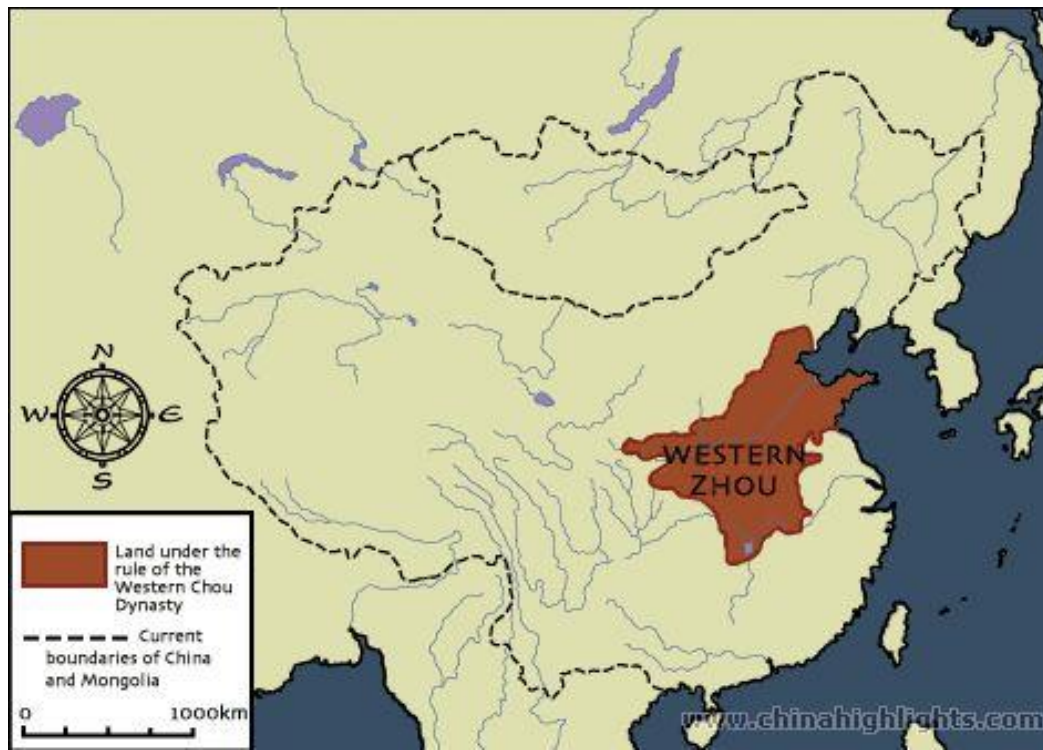 WESTERN
ZHOU
N
W
E
S
Land under the
rule of the
Western Chou
Dynasty
Current
boundaries of China
and Mongolia
0
1000km
www.chinahighlights.com